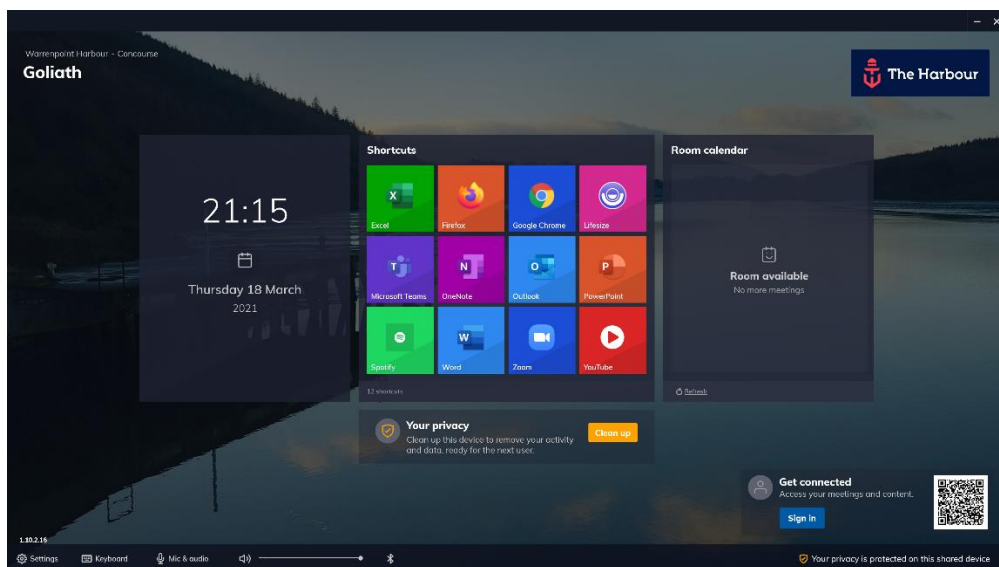 Warrenpoint Harbour - Concourse
Goliath
The Harbour
21:15
Thursday 18 March
2021
Shortcuts
Excel
Firefox
Google Chrome
Lifesize
Microsoft Teams
OneNote
Outlook
PowerPoint
Spotify
Word
Zoom
YouTube
12 shortcuts
Room calendar
Room available
No more meetings
Refresh
Your privacy
Clean up this device to remove your activity
and data, ready for the next user.
Clean up
Get connected
Access your meetings and content.
Sign in
1.10.2.16
Settings
Keyboard
Mic & audio
Your privacy is protected on this shared device